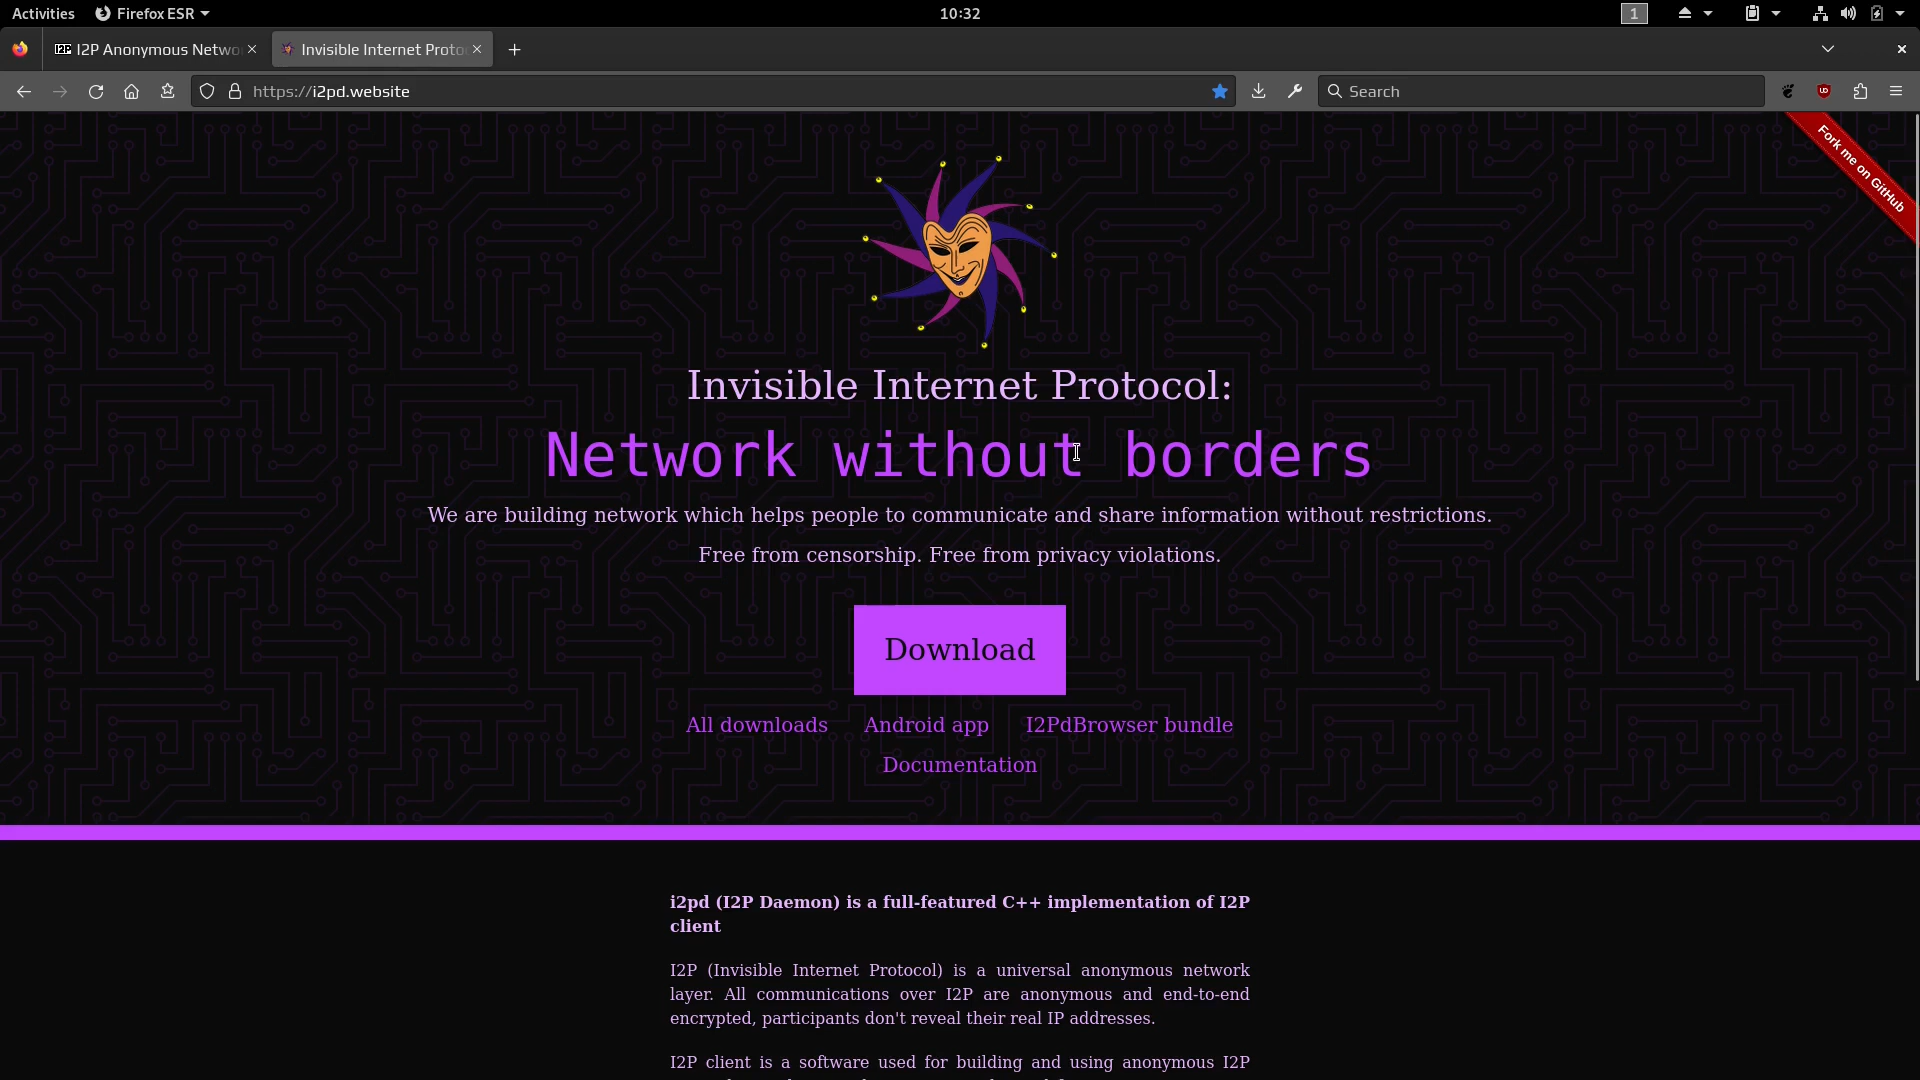 Activities Firefox ESR 10:32 1
I2P Anonymous Netwo Invisible Internet Proto
https://i2pd.website Search
Fork me on GitHub
Invisible Internet Protocol:
Network without borders
We are building network which helps people to communicate and share information without restrictions.
Free from censorship. Free from privacy violations.
Download
All downloads Android app I2PdBrowser bundle
Documentation
i2pd (I2P Daemon) is a full-featured C++ implementation of I2P
client
I2P (Invisible Internet Protocol) is a universal anonymous network
layer. All communications over I2P are anonymous and end-to-end
encrypted, participants don't reveal their real IP addresses.
I2P client is a software used for building and using anonymous I2P